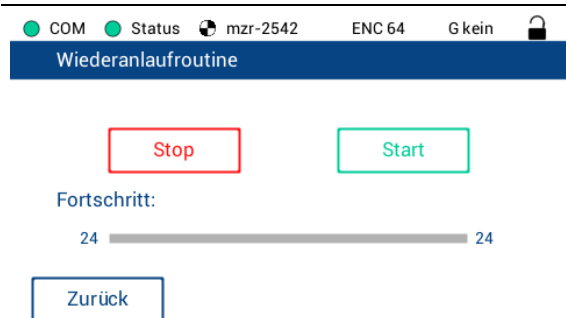 COM Status mzr-2542 ENC 64 G kein
Wiederanlaufroutine
Stop Start
Fortschritt:
24 24
Zurück